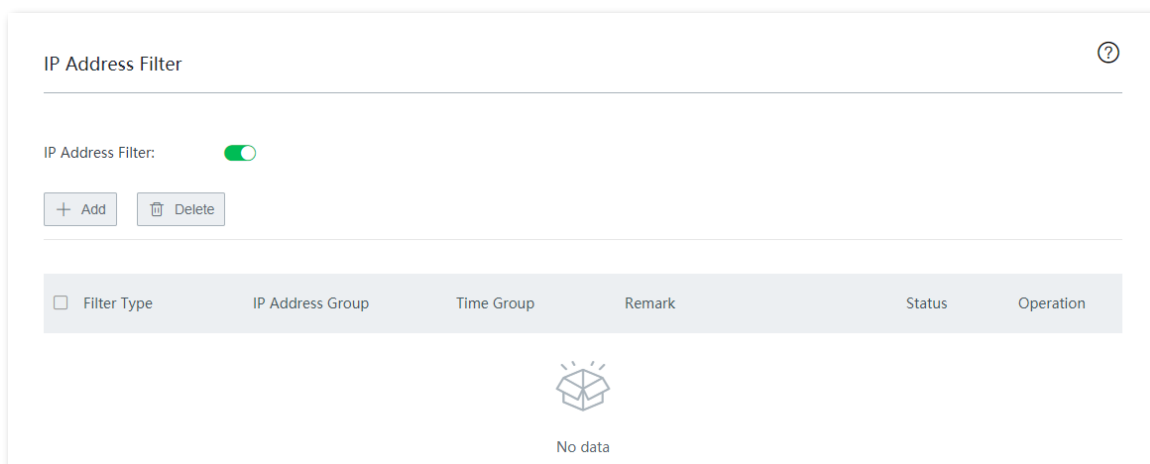 IP Address Filter
?
IP Address Filter:
+ Add Delete
Filter Type IP Address Group Time Group Remark Status Operation
No data